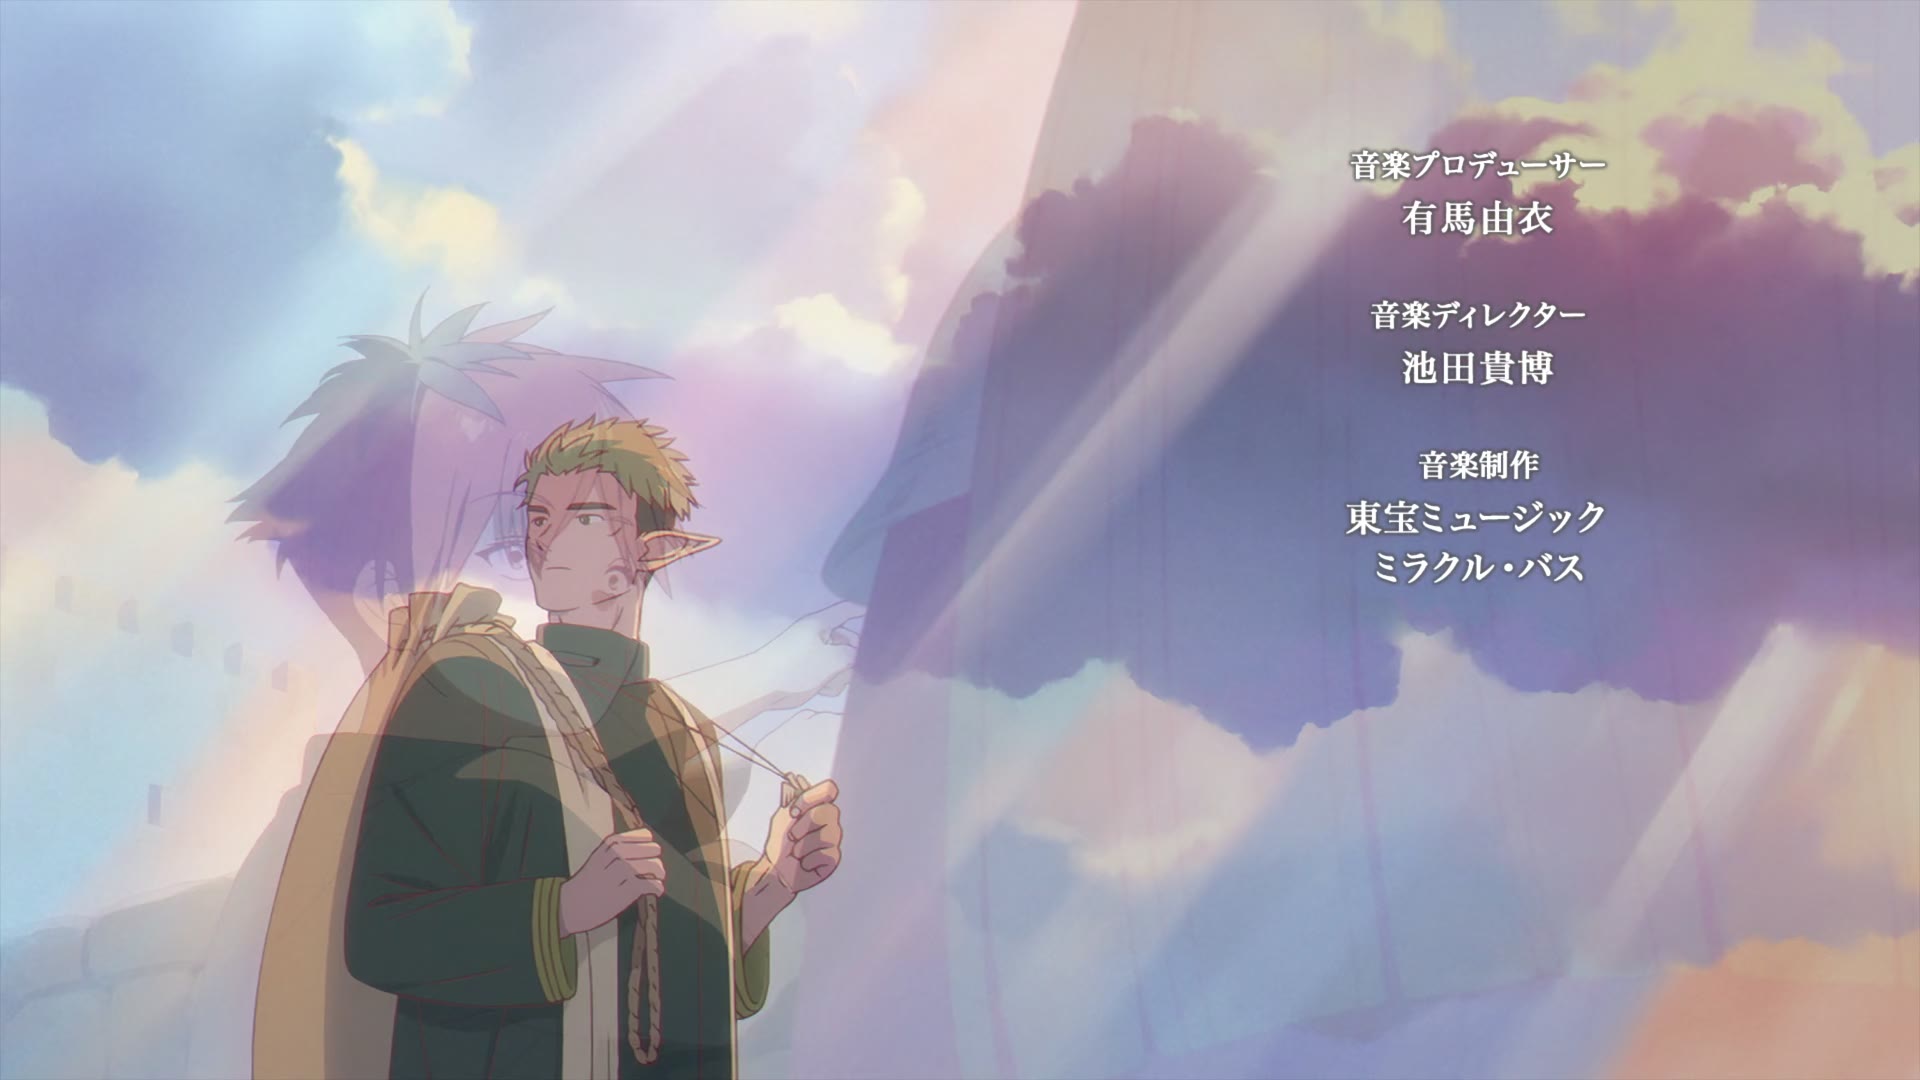 音楽プロデューサー
有馬由衣
音楽ディレクター
池田貴博
音楽制作
東宝ミュージック
ミラクル・バス